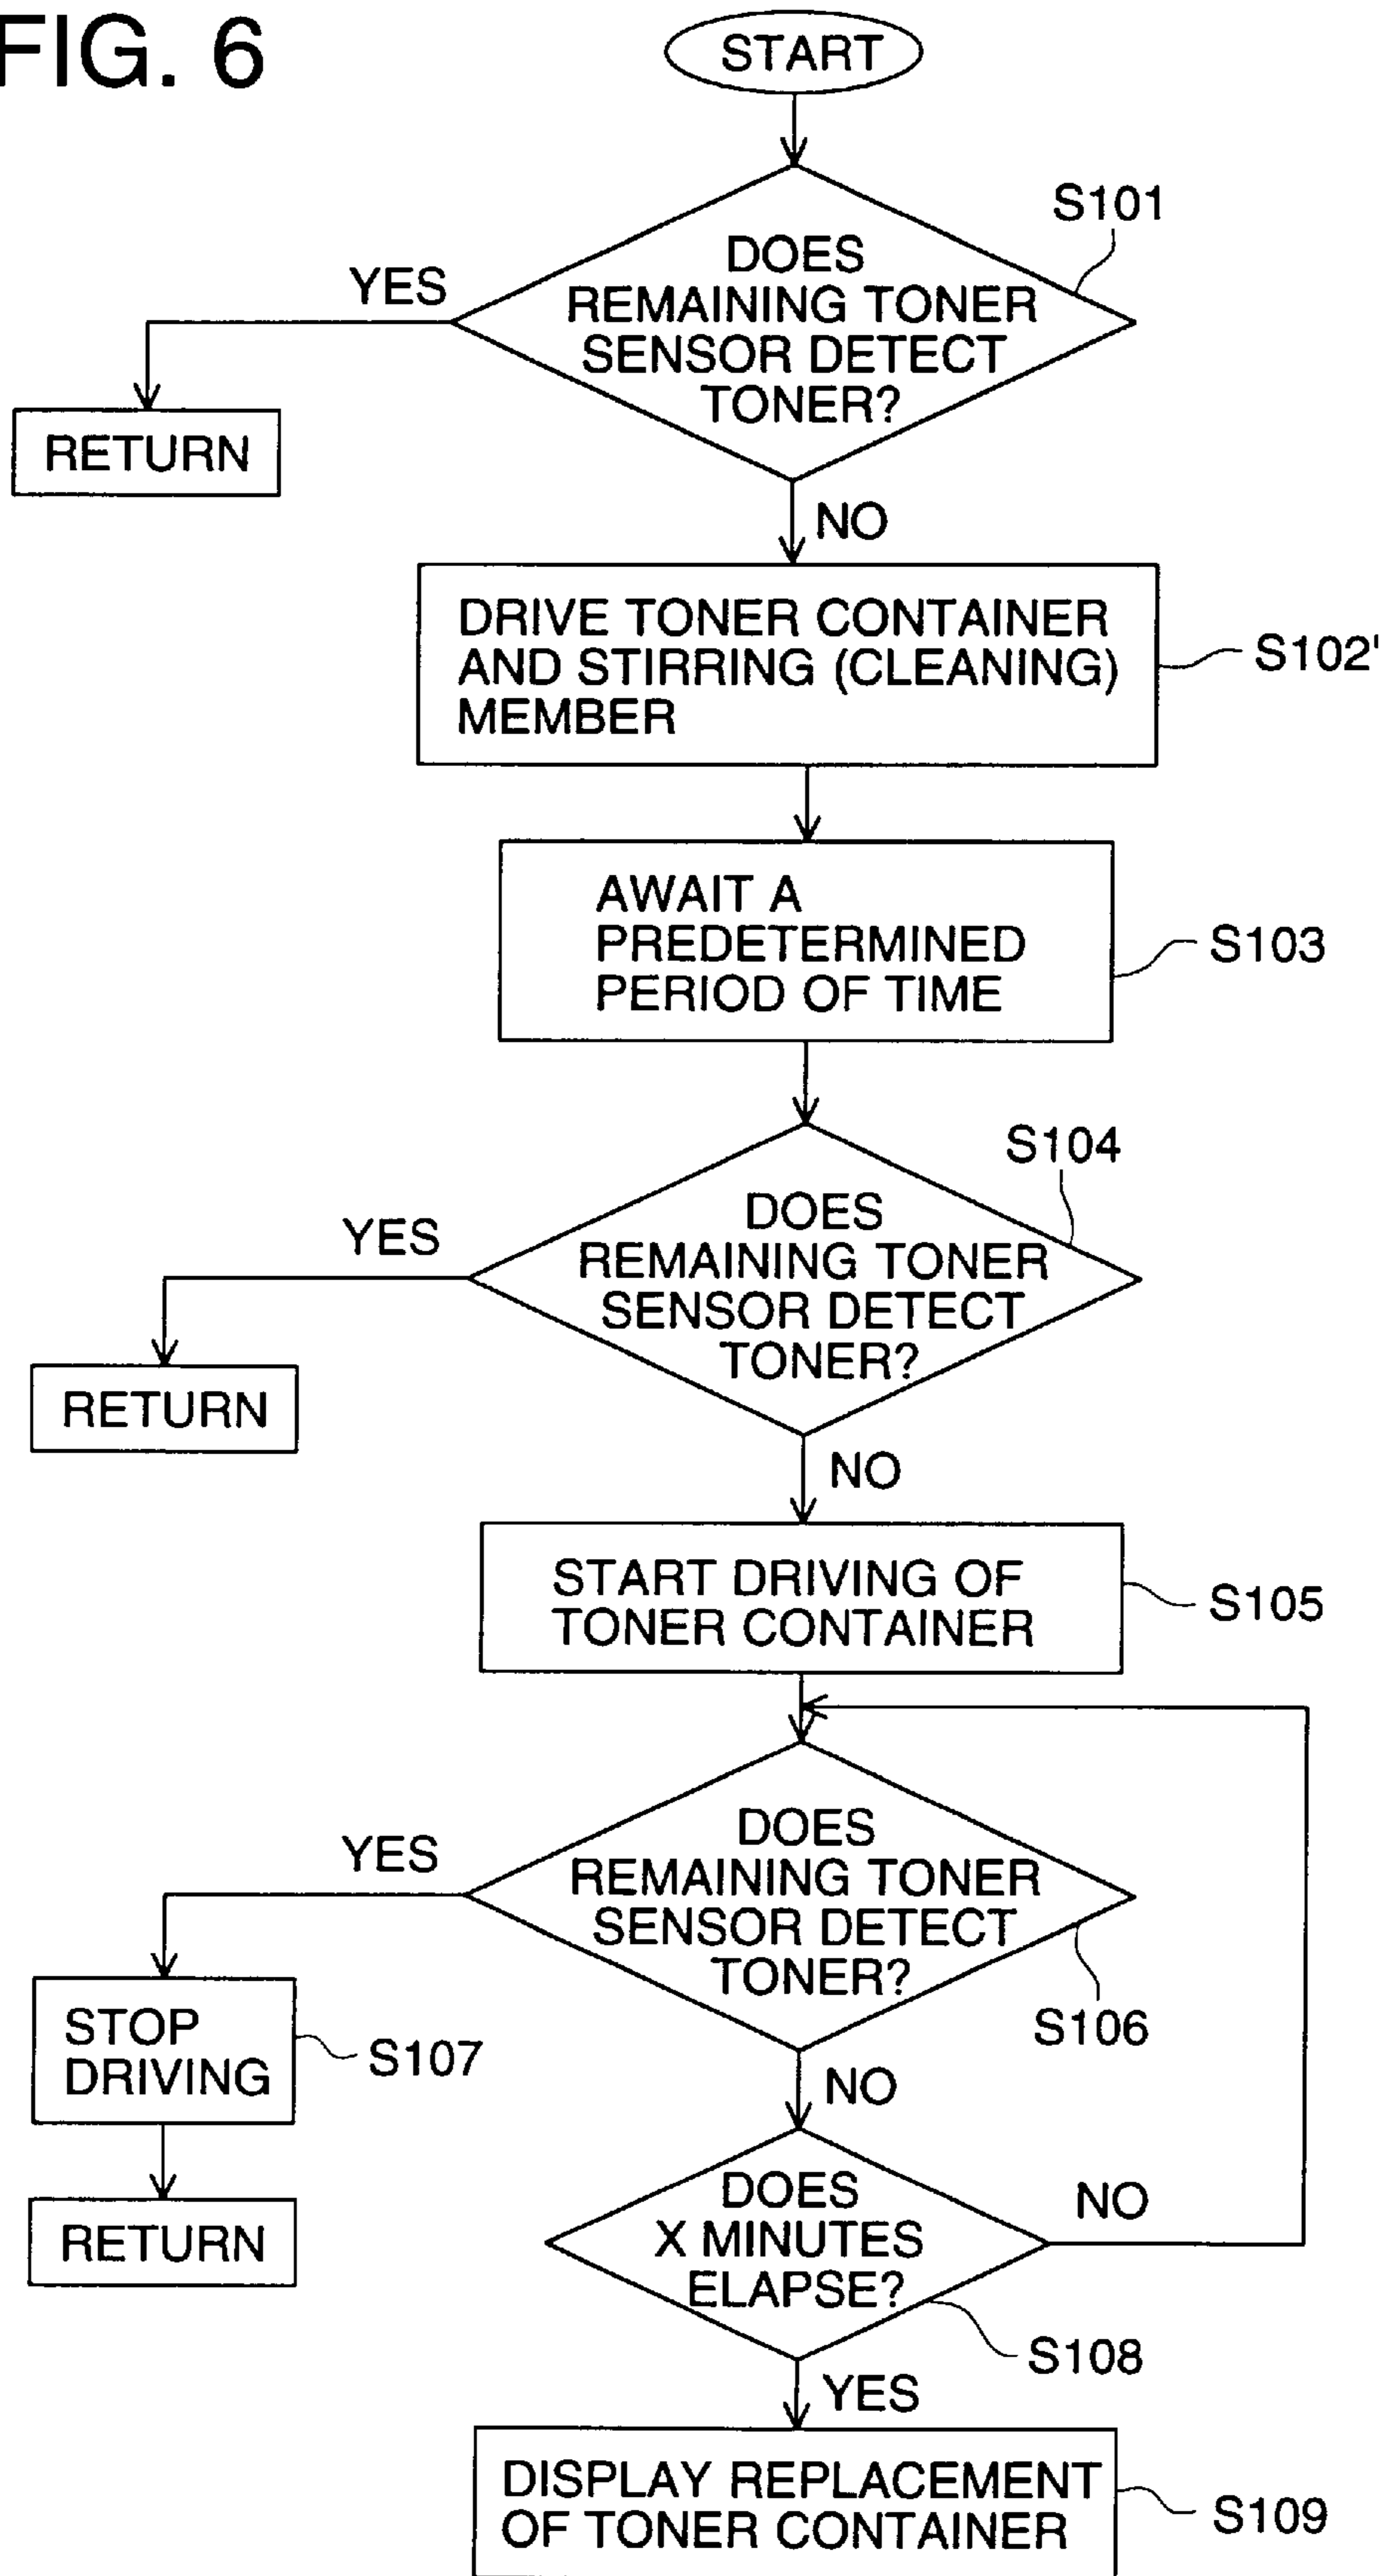 FIG. 6
START
S101
DOES
REMAINING TONER
SENSOR DETECT
TONER?
YES
RETURN
NO
DRIVE TONER CONTAINER
AND STIRRING (CLEANING)
MEMBER
S102'
AWAIT A
PREDETERMINED
PERIOD OF TIME
S103
S104
DOES
REMAINING TONER
SENSOR DETECT
TONER?
YES
RETURN
NO
START DRIVING OF
TONER CONTAINER
S105
DOES
REMAINING TONER
SENSOR DETECT
TONER?
YES
S106
STOP
DRIVING
S107
RETURN
NO
DOES
X MINUTES
ELAPSE?
NO
S108
YES
DISPLAY REPLACEMENT
OF TONER CONTAINER
S109